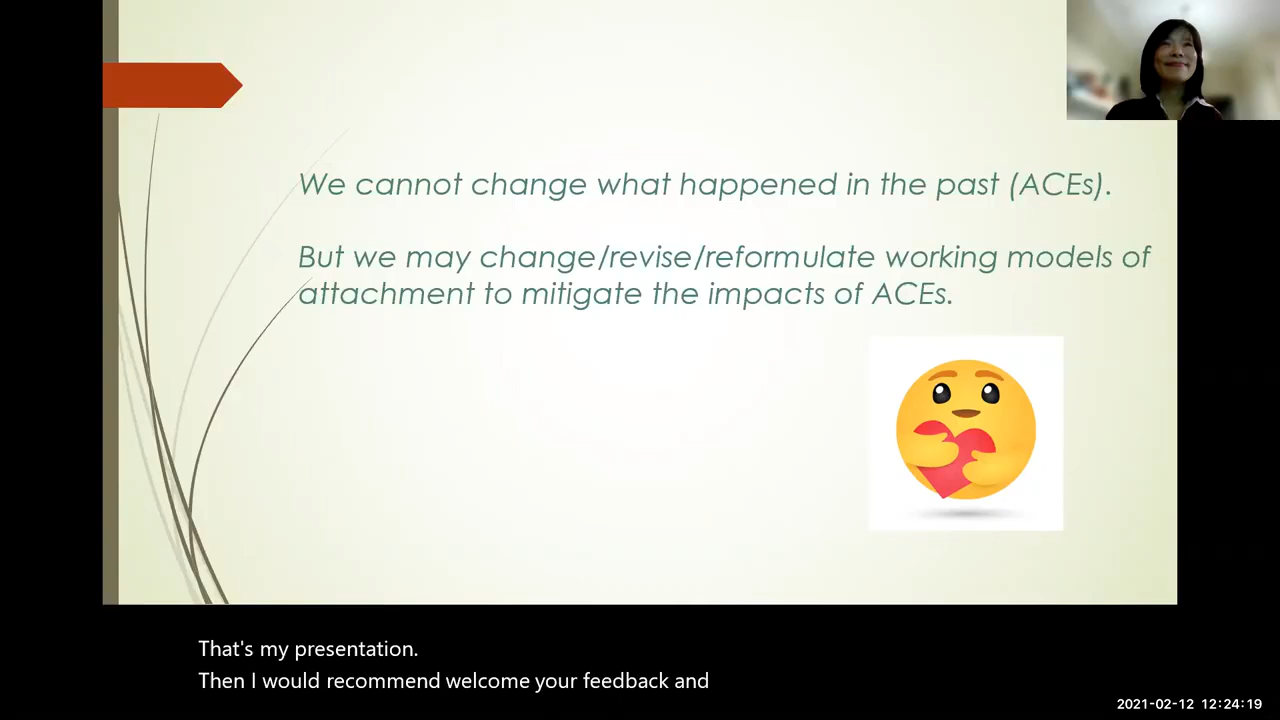 We cannot change what happened in the past (ACEs).
But we may change/revise/reformulate working models of
attachment to mitigate the impacts of ACEs.
That's my presentation.
Then I would recommend welcome your feedback and
2021-02-12 12:24:19